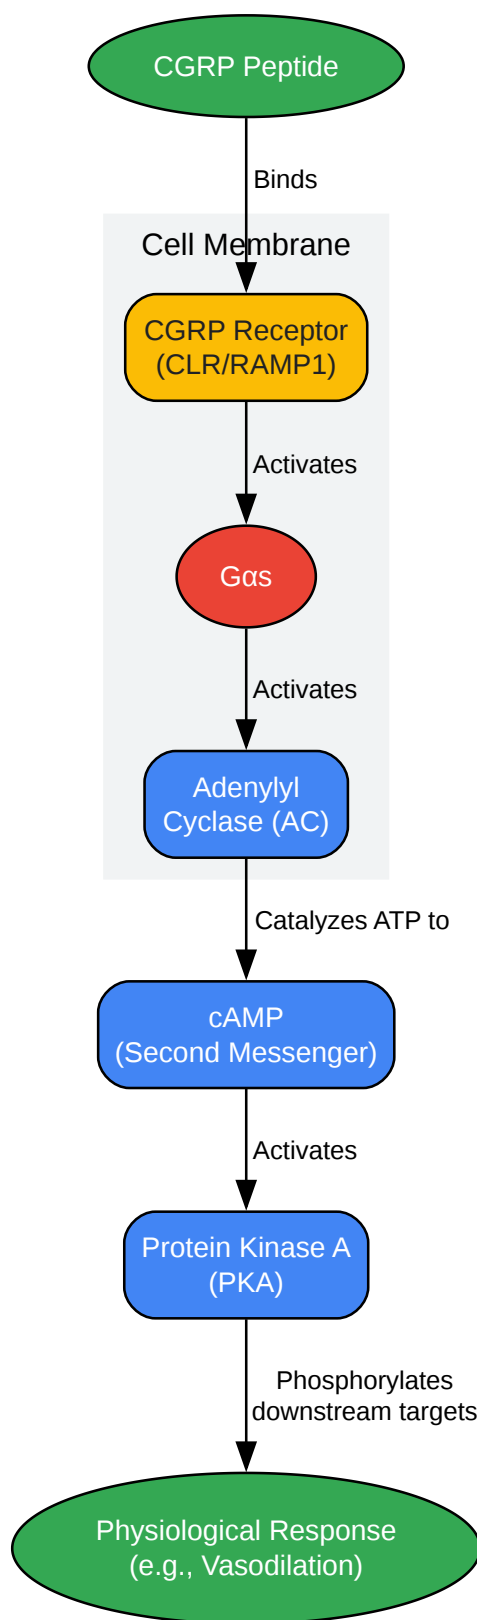 CGRP Peptide
Binds
Cell Membrane
CGRP Receptor
(CLR/RAMP1)
Activates
Gαs
Activates
Adenylyl
Cyclase (AC)
Catalyzes ATP to
cAMP
(Second Messenger)
Activates
Protein Kinase A
(PKA)
Phosphorylates
downstream targets
Physiological Response
(e.g., Vasodilation)